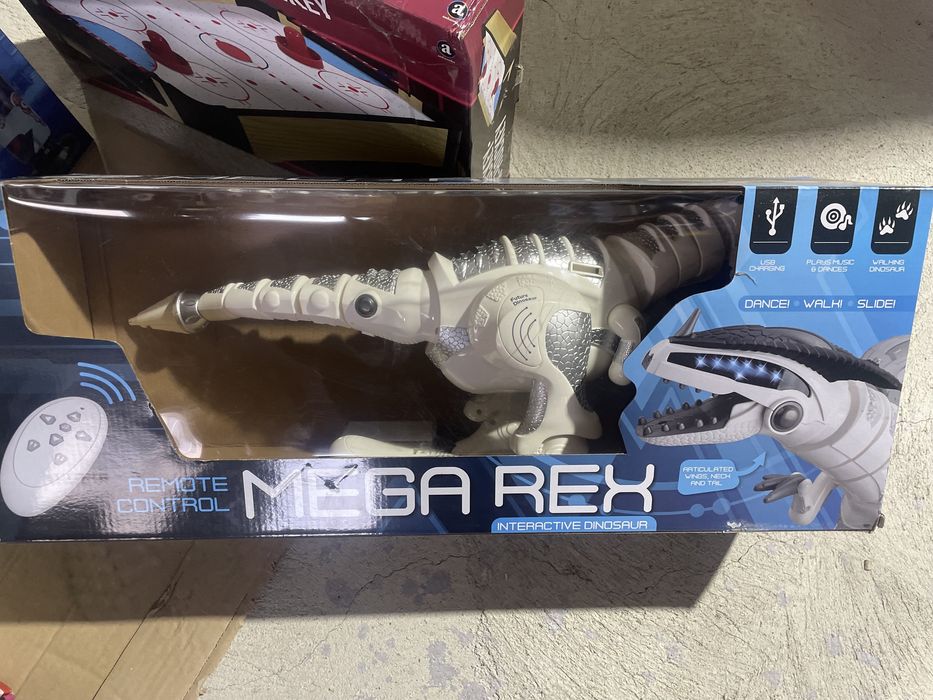 KEY
a
a
USB
CHARGING
PLAYS MUSIC
& DANCES
WALKING
DINOSAUR
DANCE! • WALK! • SLIDE!
Future
Dinosaur
ARTICULATED
WINGS, NECK
AND TAIL
REMOTE
CONTROL
MEGA REX
INTERACTIVE DINOSAUR